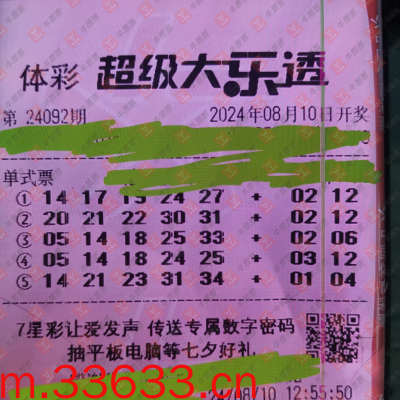 体彩 超级大乐透
第 24092期 2024年08月10日开奖
单式票
① 14 17 19 24 27 + 02 12
② 20 21 22 30 31 + 02 12
③ 05 14 18 25 33 + 02 06
④ 05 14 18 24 25 + 03 12
⑤ 14 21 23 31 34 + 01 04
7星彩让爱发声 传送专属数字密码
抽平板电脑等七夕好礼
m.33633.cn
24/08/10 12:55:50